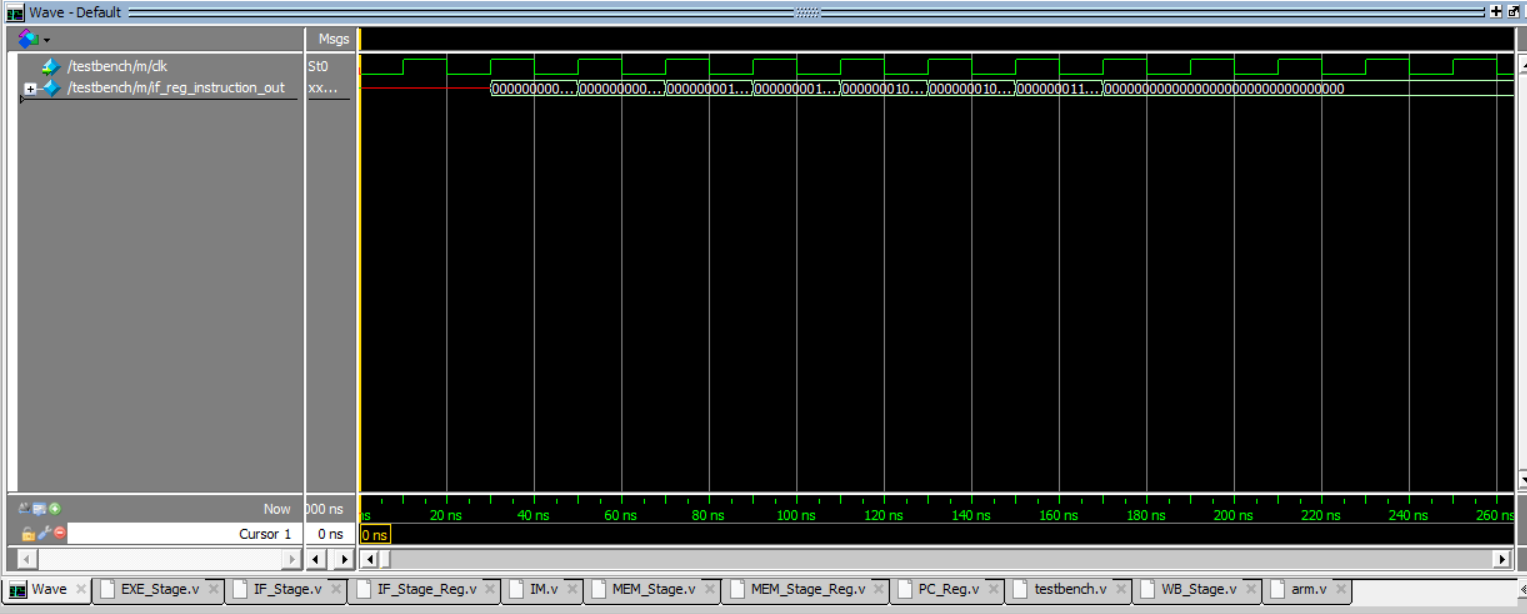 Wave - Default
Msgs
/testbench/m/clk St0
/testbench/m/if_reg_instruction_out xx... 000000000... 000000000... 000000001... 000000001... 000000010... 000000010... 000000011... 00000000000000000000000000000000
Now 000 ns ns 20 ns 40 ns 60 ns 80 ns 100 ns 120 ns 140 ns 160 ns 180 ns 200 ns 220 ns 240 ns 260 ns
Cursor 1 0 ns 0 ns
Wave EXE_Stage.v IF_Stage.v IF_Stage_Reg.v IM.v MEM_Stage.v MEM_Stage_Reg.v PC_Reg.v testbench.v WB_Stage.v arm.v